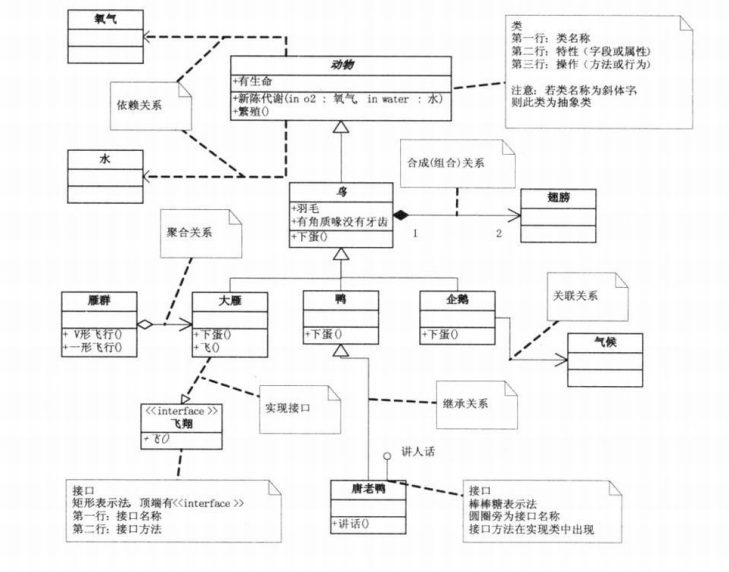 氧气
类
第一行：类名称
第二行：特性（字段或属性）
第三行：操作（方法或行为）
注意：若类名称为斜体字
则此类为抽象类
动物
+有生命
+新陈代谢(in o2 : 氧气, in water : 水)
+繁殖()
依赖关系
水
合成(组合)关系
鸟
+羽毛
+有角质喙没有牙齿
+下蛋()
1
2
翅膀
聚合关系
雁群
+ V形飞行()
+一形飞行()
大雁
+下蛋()
+飞()
鸭
+下蛋()
企鹅
+下蛋()
关联关系
气候
<<interface>>
飞翔
+飞()
实现接口
继承关系
讲人话
接口
矩形表示法，顶端有<<interface>>
第一行：接口名称
第二行：接口方法
唐老鸭
+讲话()
接口
棒棒糖表示法
圆圈旁为接口名称
接口方法在实现类中出现